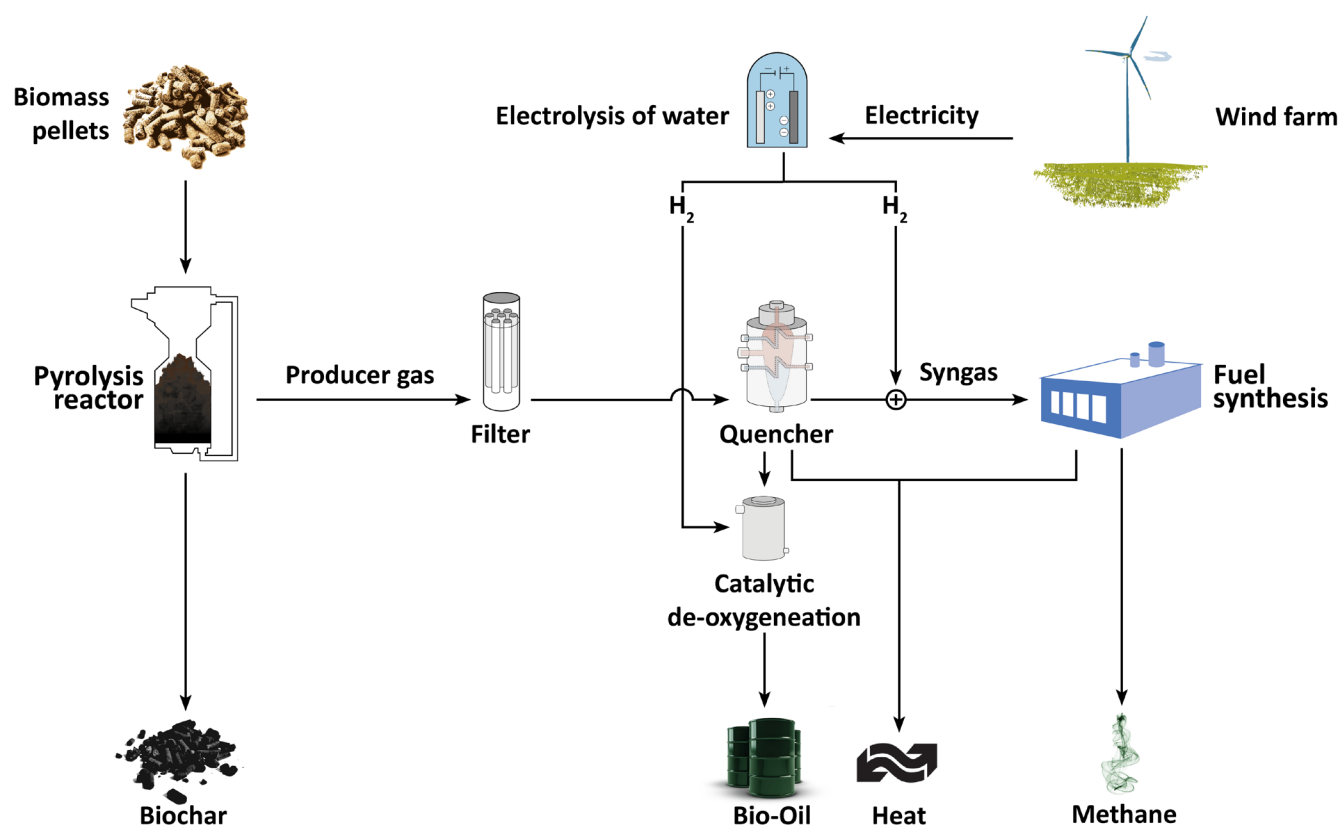 Biomass
pellets
Electrolysis of water
− +
+
+
−
−
Electricity
Wind farm
H2
H2
Pyrolysis
reactor
Producer gas
Filter
Quencher
+
Syngas
Fuel
synthesis
Catalytic
de-oxygeneation
Biochar
Bio-Oil
Heat
Methane